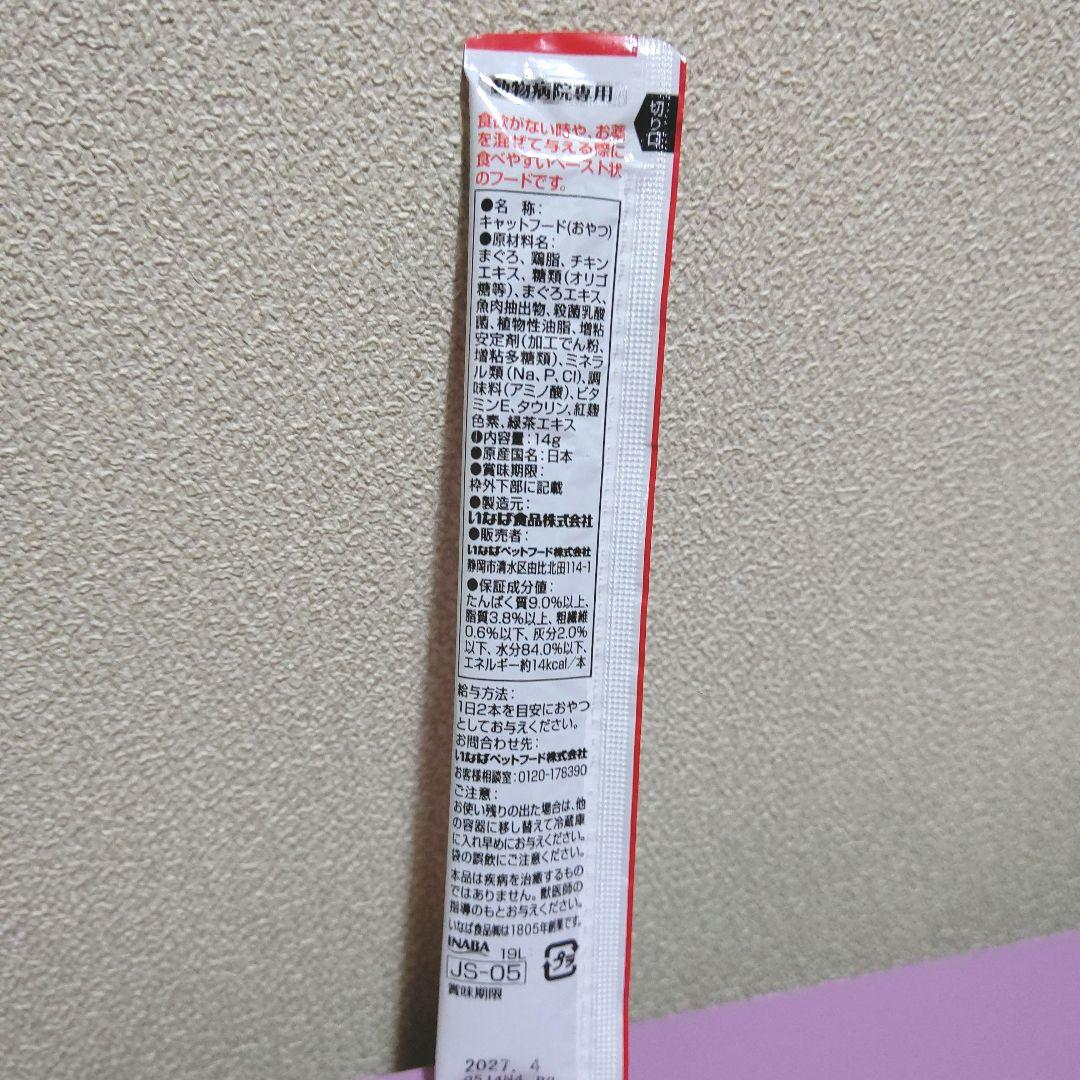 動物病院専用
切り口
食欲がない時や、お薬
を混ぜて与える際に
食べやすいペースト状
のフードです。
●名 称:
キャットフード(おやつ)
●原材料名:
まぐろ、鶏脂、チキン
エキス、糖類(オリゴ
糖等)、まぐろエキス、
魚肉抽出物、殺菌乳酸
菌、植物性油脂、増粘
安定剤(加工でん粉、
増粘多糖類)、ミネラ
ル類(Na、P、Cl)、調
味料(アミノ酸)、ビタ
ミンE、タウリン、紅麹
色素、緑茶エキス
●内容量:14g
●原産国名:日本
●賞味期限:
枠外下部に記載
●製造元:
いなば食品株式会社
●販売者:
いなばペットフード株式会社
静岡市清水区由比北田114-1
●保証成分値:
たんぱく質9.0%以上、
脂質3.8%以上、粗繊維
0.6%以下、灰分2.0%
以下、水分84.0%以下、
エネルギー約14kcal/本
給与方法:
1日2本を目安におやつ
としてお与えください。
お問合わせ先:
いなばペットフード株式会社
お客様相談室:0120-178390
ご注意:
お使い残りの出た場合は、他
の容器に移し替えて冷蔵庫
に入れ早めにお与えください。
袋の誤飲にご注意ください。
本品は疾病を治癒するもの
ではありません。獣医師の
指導のもとお与えください。
いなば食品㈱は1805年創業です。
INABA 19L
JS-05
プラ
賞味期限
2027. 4